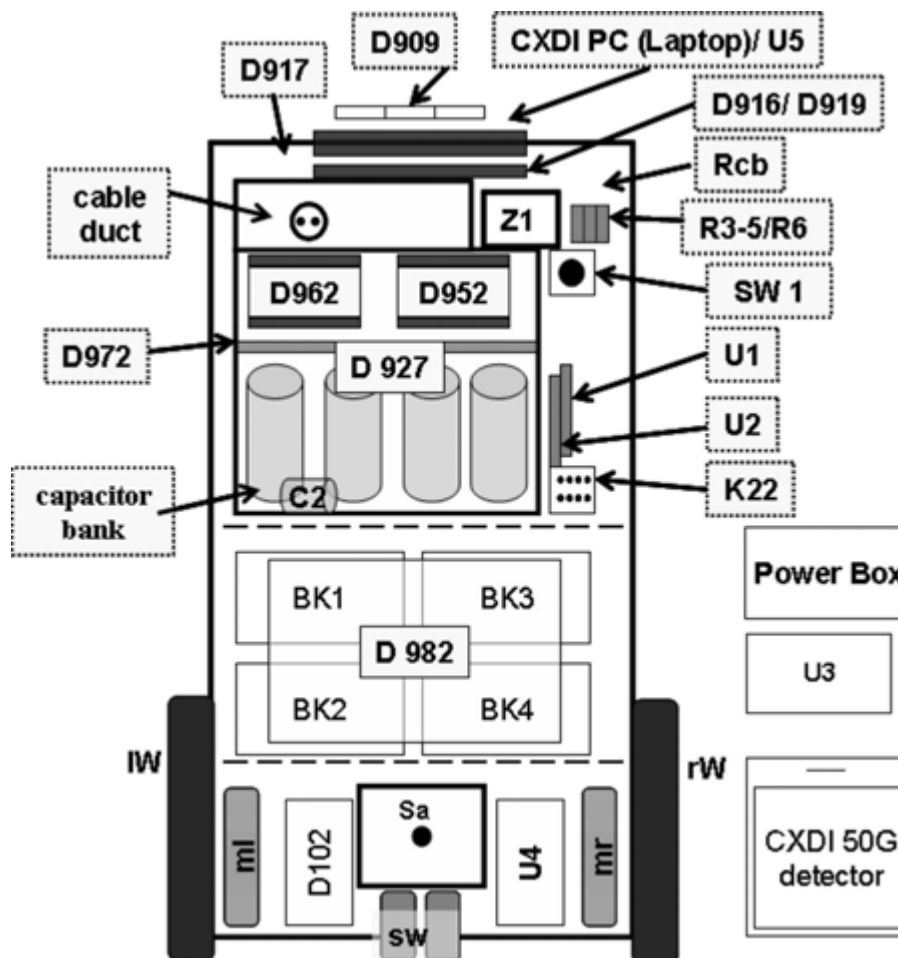 D909
CXDI PC (Laptop)/ U5
D917
D916/ D919
Rcb
cable
duct
Z1
R3-5/R6
D962
D952
SW 1
D972
D 927
U1
U2
capacitor
bank
C2
K22
BK1
BK3
Power Box
D 982
U3
BK2
BK4
lW
rW
ml
D102
Sa
U4
mr
CXDI 50G
detector
sw